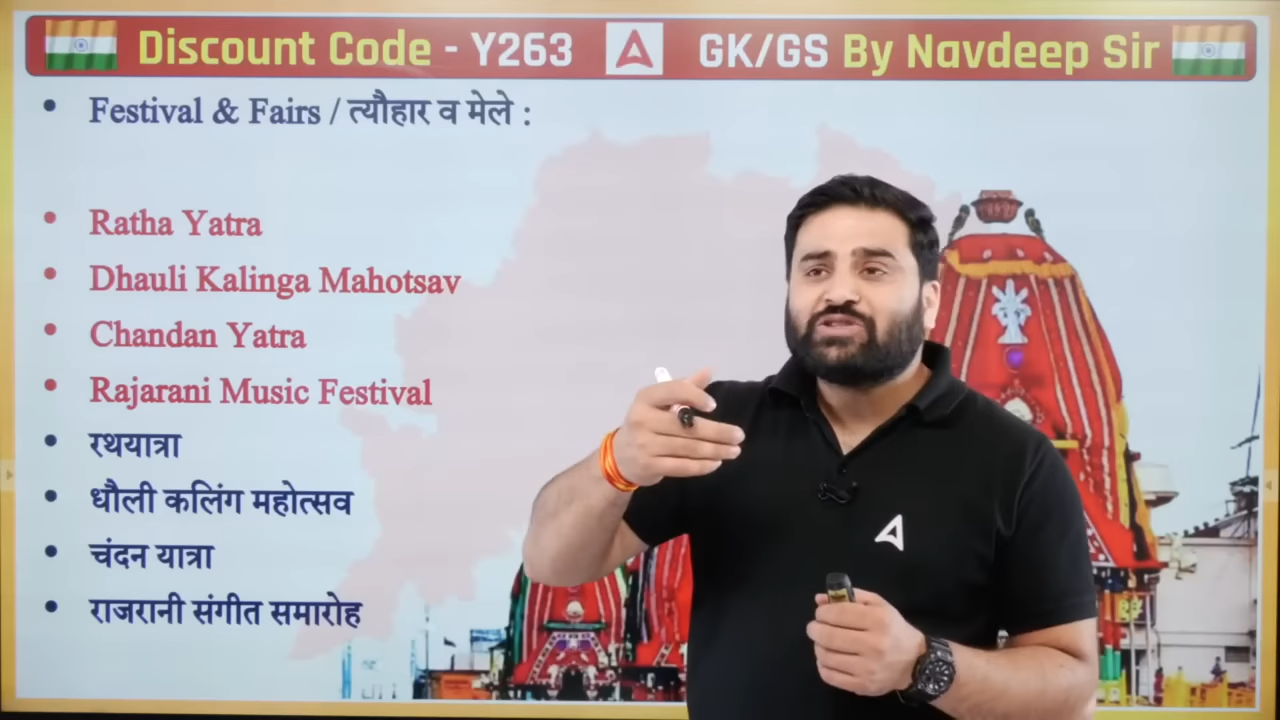 Discount Code - Y263 GK/GS By Navdeep Sir
Festival & Fairs / त्यौहार व मेले :
Ratha Yatra
Dhauli Kalinga Mahotsav
Chandan Yatra
Rajarani Music Festival
रथयात्रा
धौली कलिंग महोत्सव
चंदन यात्रा
राजरानी संगीत समारोह